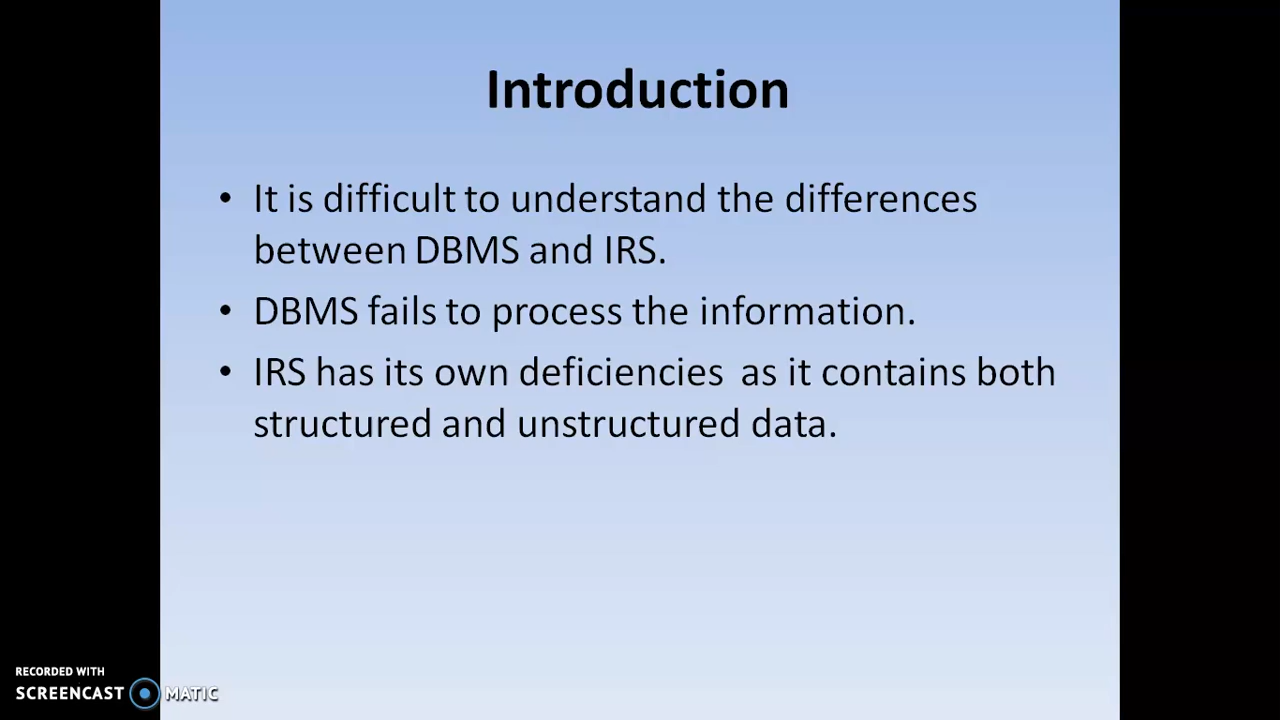 Introduction
• It is difficult to understand the differences
between DBMS and IRS.
• DBMS fails to process the information.
• IRS has its own deficiencies as it contains both
structured and unstructured data.
RECORDED WITH
SCREENCAST MATIC